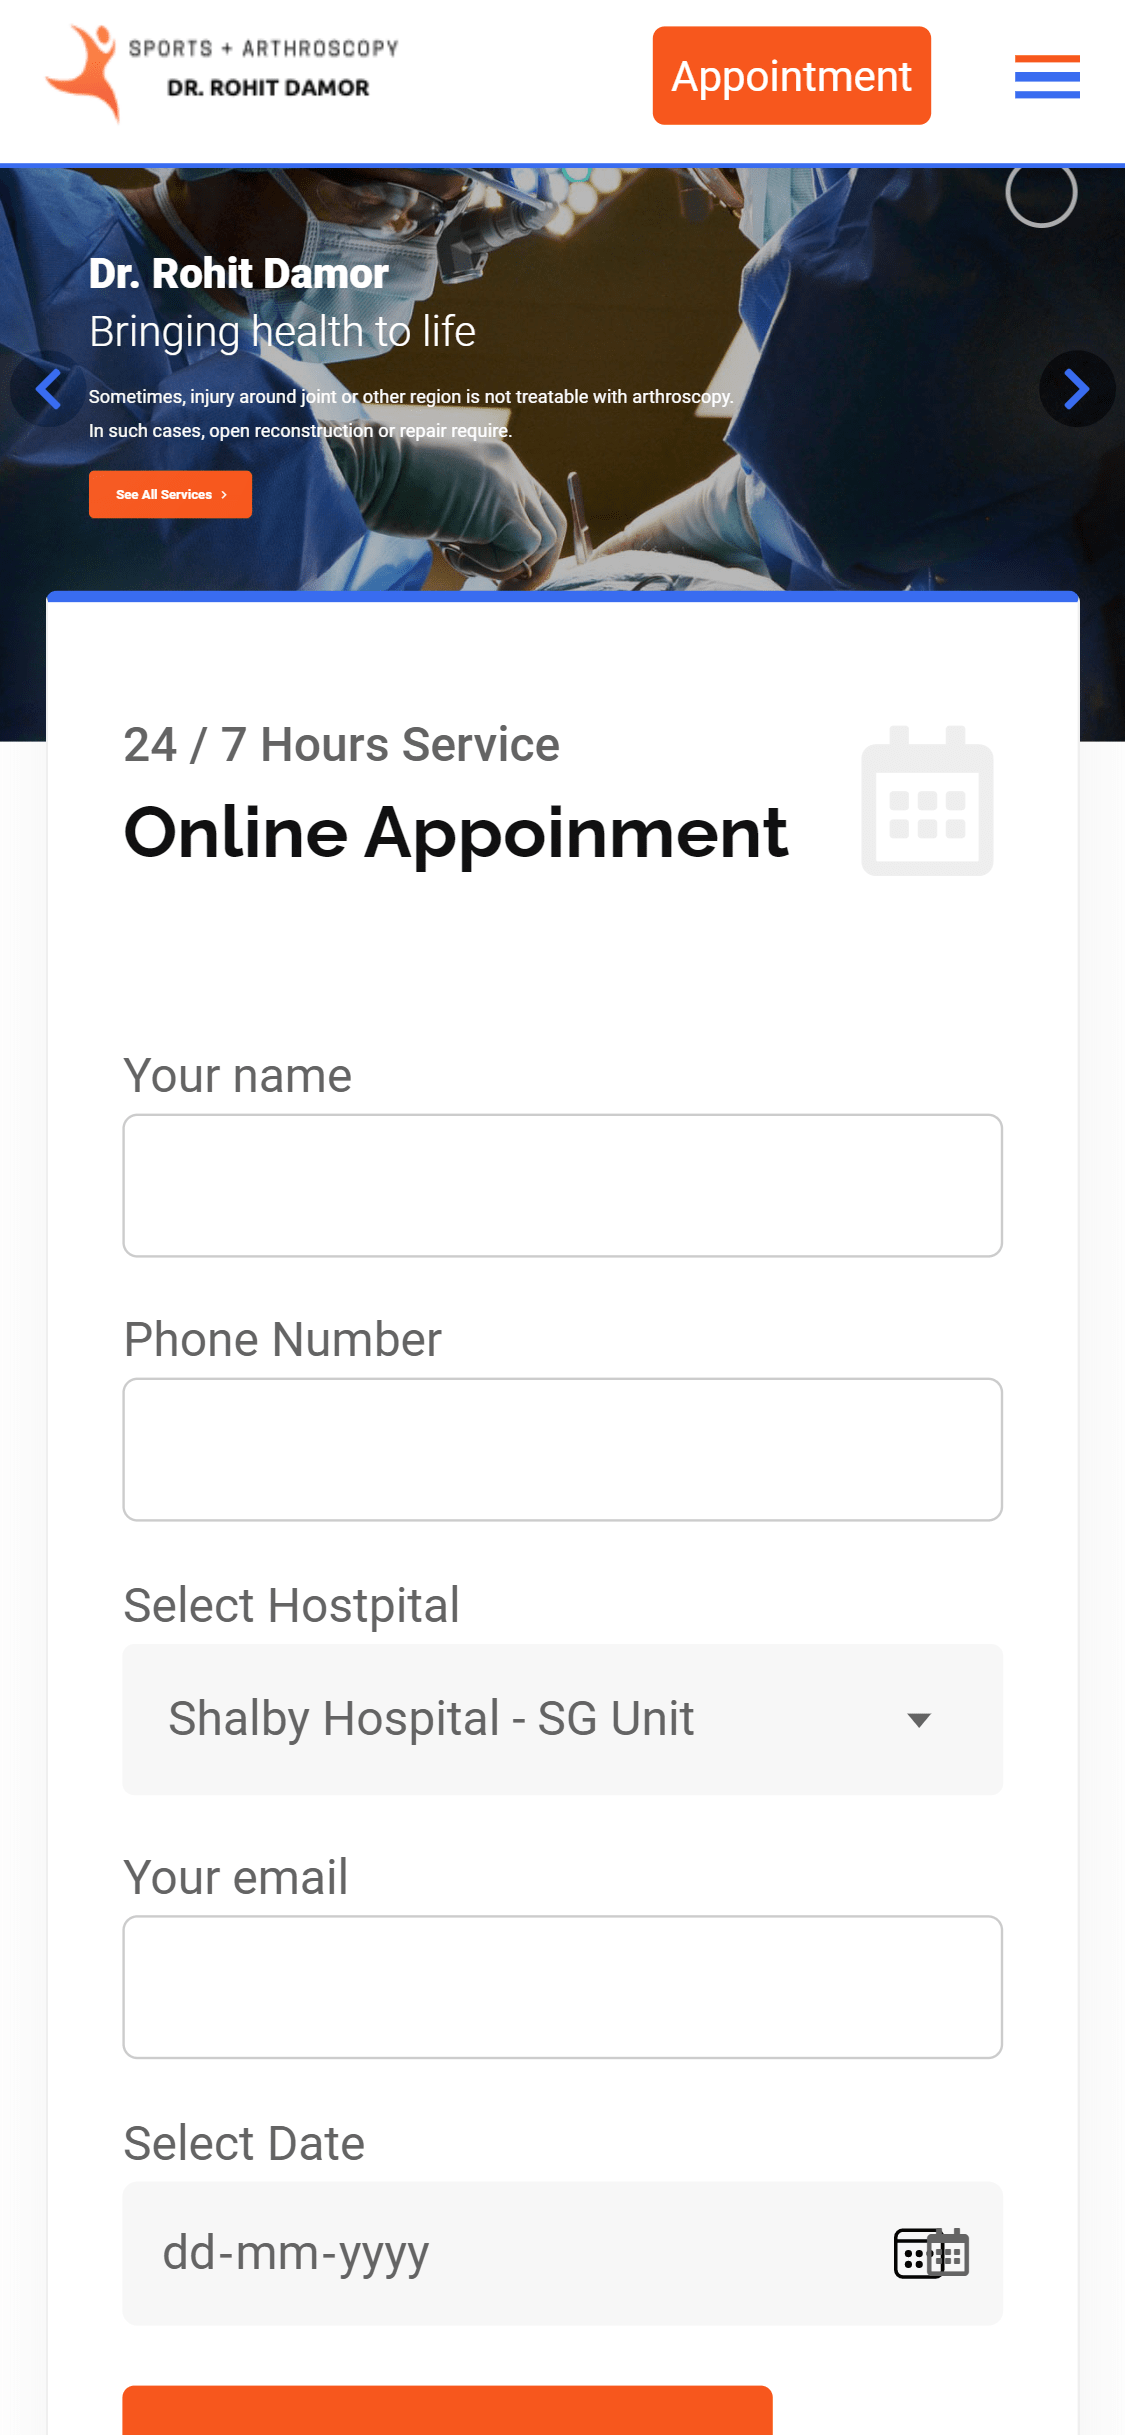 SPORTS + ARTHROSCOPY
DR. ROHIT DAMOR
Appointment
Dr. Rohit Damor
Bringing health to life
Sometimes, injury around joint or other region is not treatable with arthroscopy.
In such cases, open reconstruction or repair require.
See All Services
24 / 7 Hours Service
Online Appoinment
Your name
Phone Number
Select Hostpital
Shalby Hospital - SG Unit
Your email
Select Date
dd-mm-yyyy